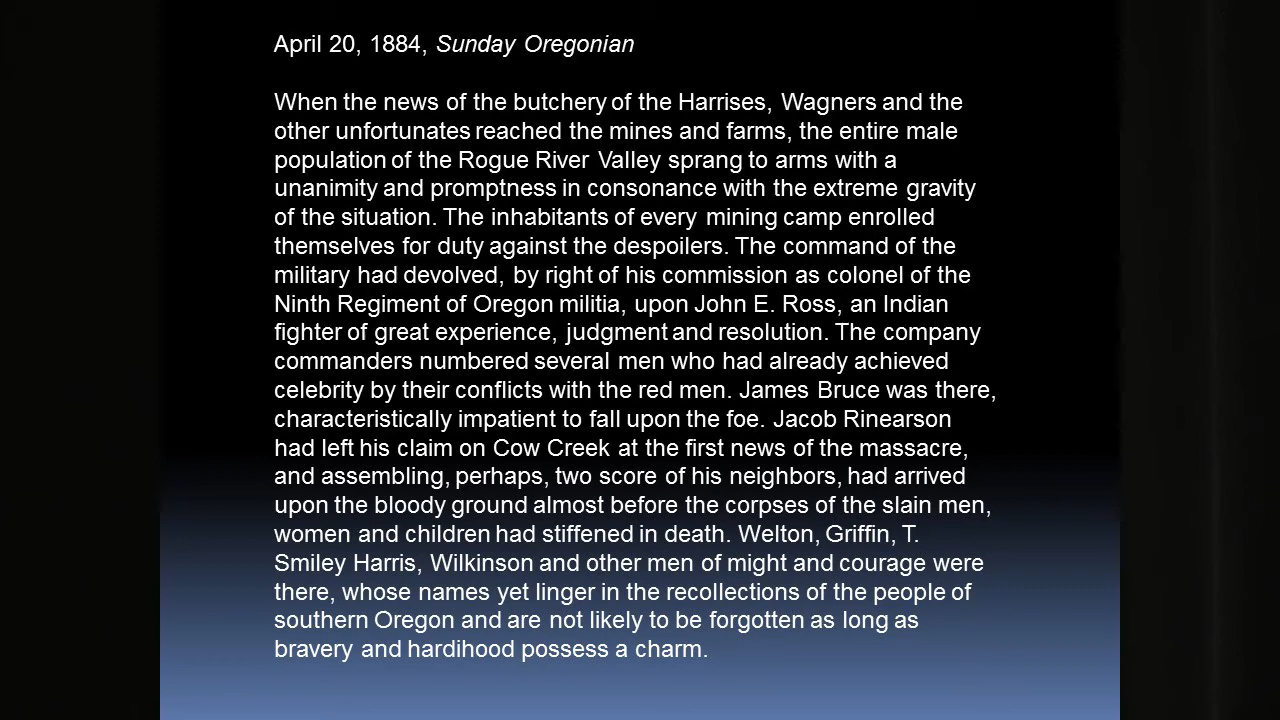 April 20, 1884, Sunday Oregonian
When the news of the butchery of the Harrises, Wagners and the
other unfortunates reached the mines and farms, the entire male
population of the Rogue River Valley sprang to arms with a
unanimity and promptness in consonance with the extreme gravity
of the situation. The inhabitants of every mining camp enrolled
themselves for duty against the despoilers. The command of the
military had devolved, by right of his commission as colonel of the
Ninth Regiment of Oregon militia, upon John E. Ross, an Indian
fighter of great experience, judgment and resolution. The company
commanders numbered several men who had already achieved
celebrity by their conflicts with the red men. James Bruce was there,
characteristically impatient to fall upon the foe. Jacob Rinearson
had left his claim on Cow Creek at the first news of the massacre,
and assembling, perhaps, two score of his neighbors, had arrived
upon the bloody ground almost before the corpses of the slain men,
women and children had stiffened in death. Welton, Griffin, T.
Smiley Harris, Wilkinson and other men of might and courage were
there, whose names yet linger in the recollections of the people of
southern Oregon and are not likely to be forgotten as long as
bravery and hardihood possess a charm.